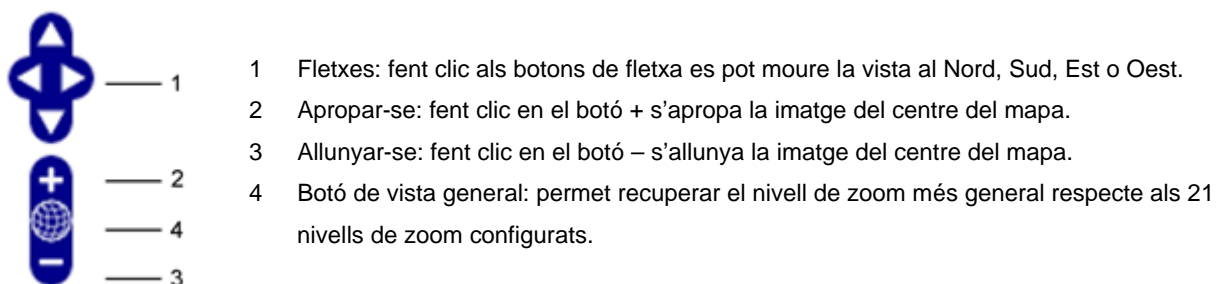 1
2
4
3
1 Fletxes: fent clic als botons de fletxa es pot moure la vista al Nord, Sud, Est o Oest.
2 Apropar-se: fent clic en el botó + s’apropa la imatge del centre del mapa.
3 Allunyar-se: fent clic en el botó – s’allunya la imatge del centre del mapa.
4 Botó de vista general: permet recuperar el nivell de zoom més general respecte als 21
nivells de zoom configurats.